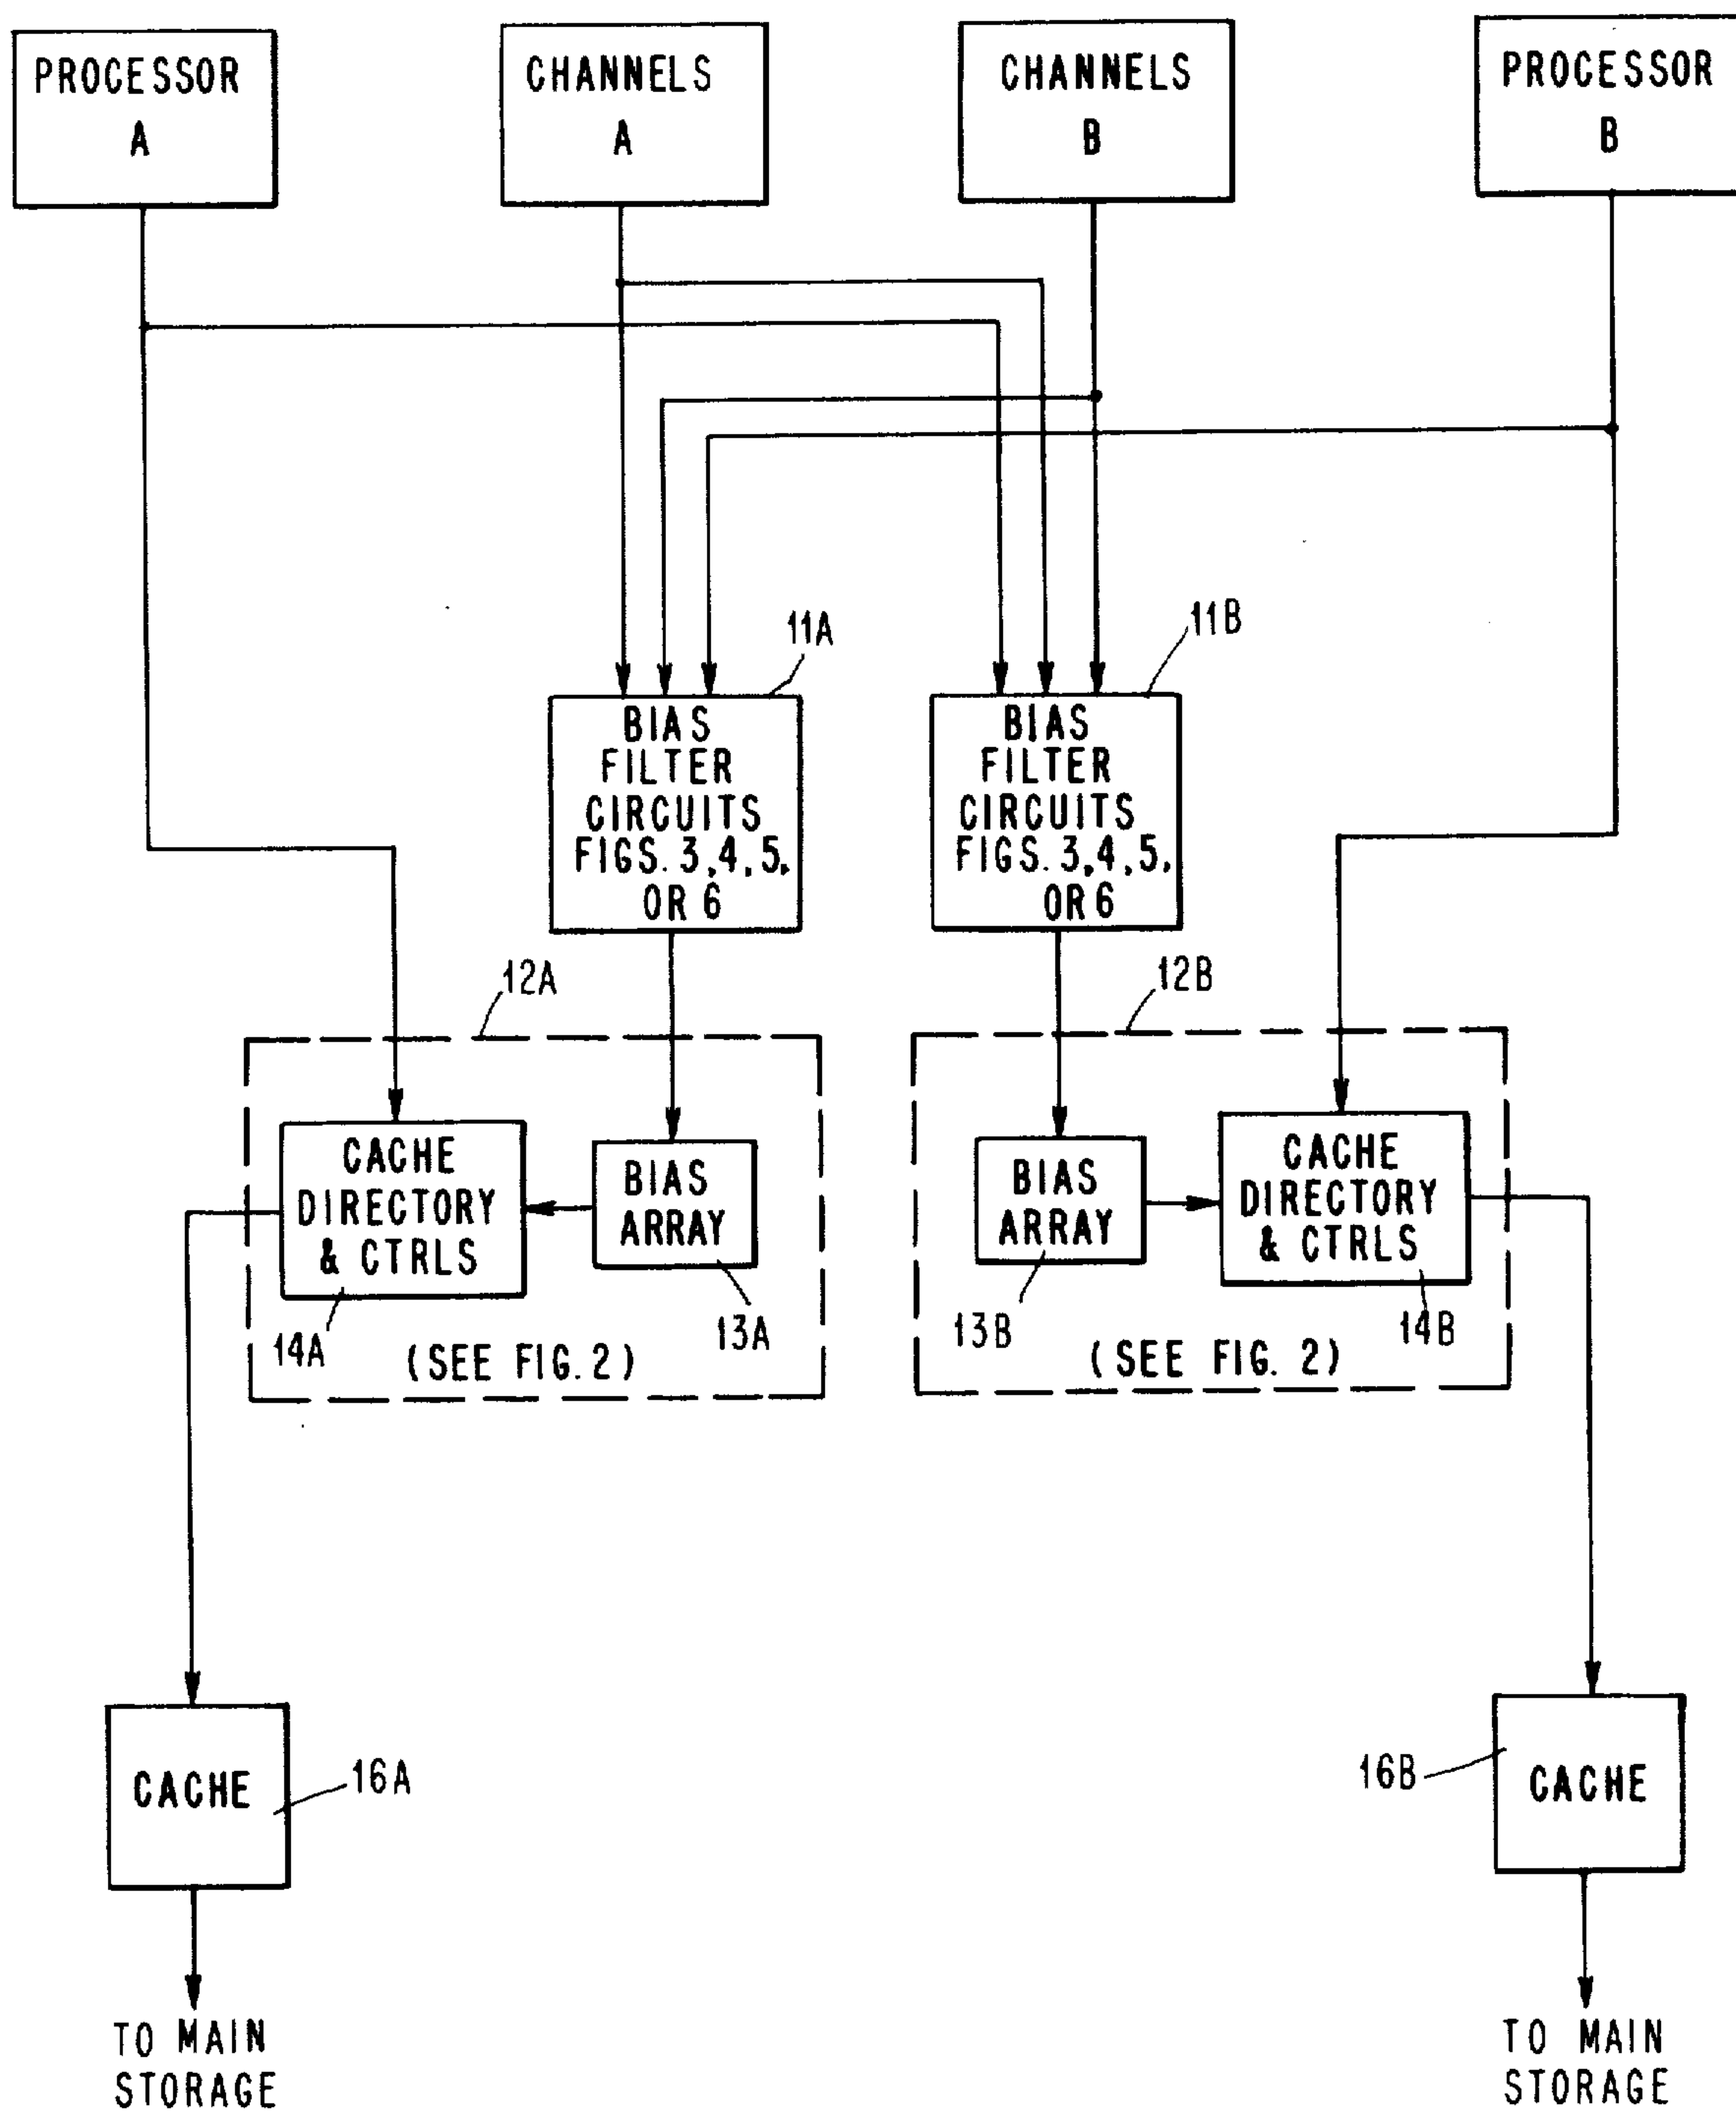 PROCESSOR
A
CHANNELS
A
CHANNELS
B
PROCESSOR
B
11A
11B
BIAS
FILTER
CIRCUITS
FIGS. 3,4,5,
OR 6
BIAS
FILTER
CIRCUITS
FIGS. 3,4,5,
OR 6
12A
12B
CACHE
DIRECTORY
& CTRLS
BIAS
ARRAY
BIAS
ARRAY
CACHE
DIRECTORY
& CTRLS
14A
13A
13B
14B
(SEE FIG. 2)
(SEE FIG. 2)
CACHE
16A
16B
CACHE
TO MAIN
STORAGE
TO MAIN
STORAGE